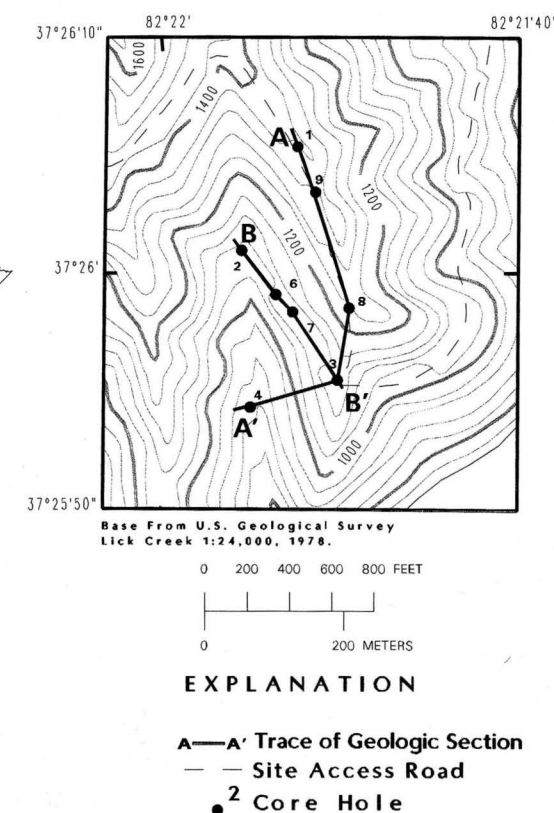 82°22' 82°21'40"
37°26'10"
1600
1400
A 1
9
1200
B
1200
2
37°26'
6
8
7
3
B'
4
A'
1000
37°25'50"
Base From U.S. Geological Survey
Lick Creek 1:24,000, 1978.
0 200 400 600 800 FEET
0 200 METERS
EXPLANATION
A A' Trace of Geologic Section
Site Access Road
2 Core Hole